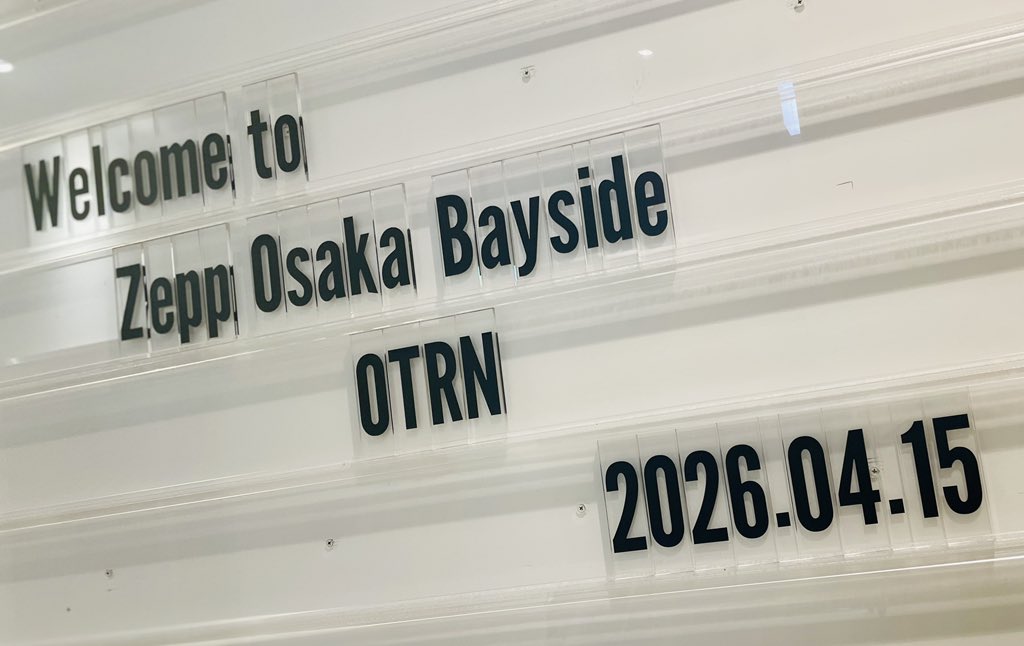 Welcome to
Zepp Osaka Bayside
OTRN
2026.04.15